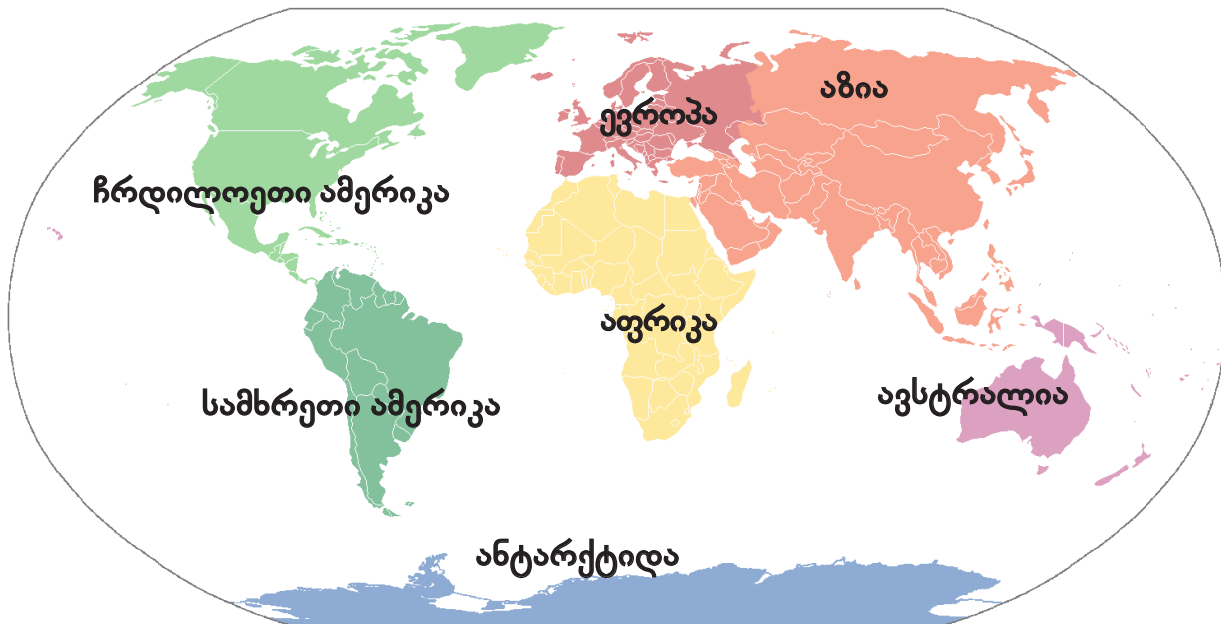 აზია
ევროპა
ჩრდილოეთი ამერიკა
აფრიკა
სამხრეთი ამერიკა
ავსტრალია
ანტარქტიდა